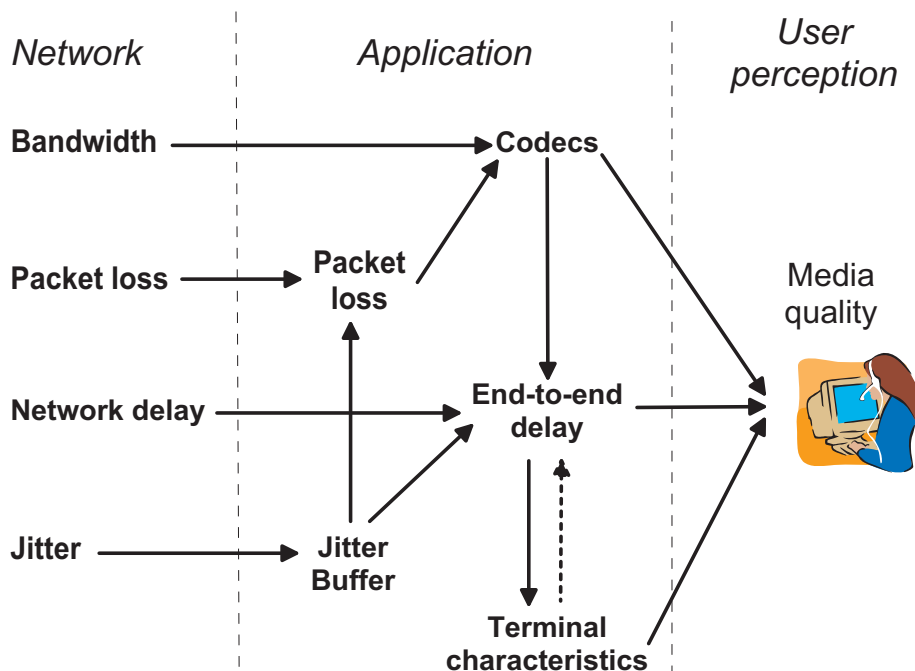 Network
Application
User
perception
Bandwidth
Codecs
Packet loss
Packet
loss
Media
quality
Network delay
End-to-end
delay
Jitter
Jitter
Buffer
Terminal
characteristics